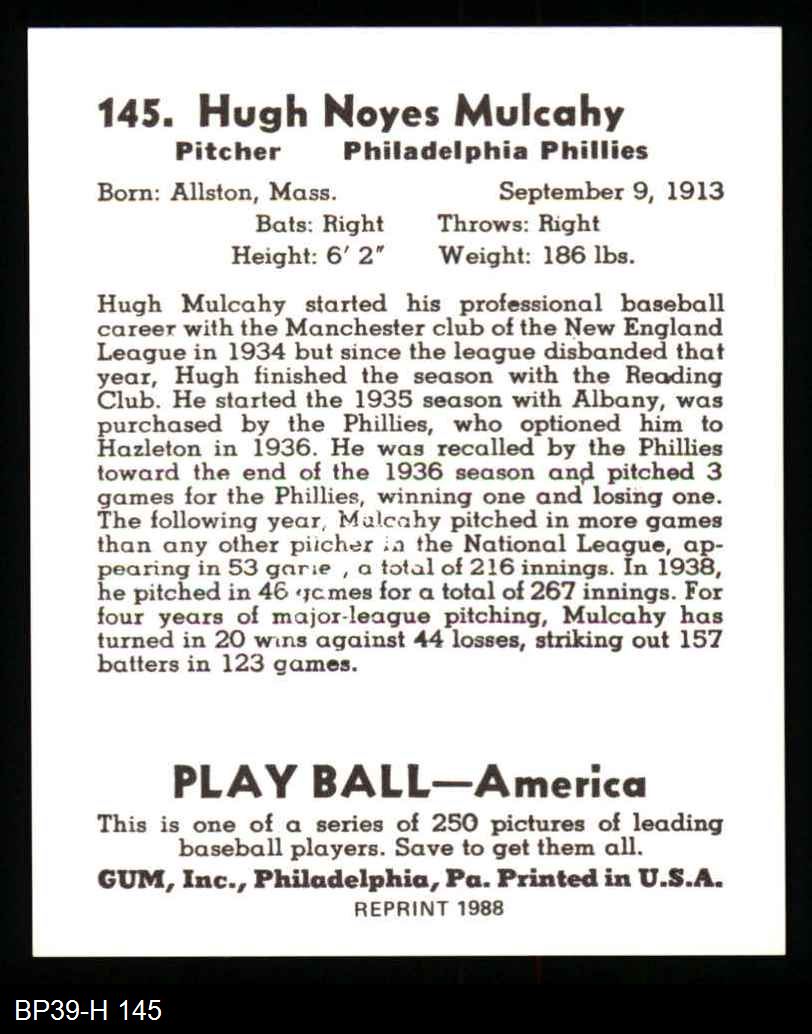 145. Hugh Noyes Mulcahy
Pitcher Philadelphia Phillies
Born: Allston, Mass. September 9, 1913
Bats: Right Throws: Right
Height: 6' 2" Weight: 186 lbs.
Hugh Mulcahy started his professional baseball
career with the Manchester club of the New England
League in 1934 but since the league disbanded that
year, Hugh finished the season with the Reading
Club. He started the 1935 season with Albany, was
purchased by the Phillies, who optioned him to
Hazleton in 1936. He was recalled by the Phillies
toward the end of the 1936 season and pitched 3
games for the Phillies, winning one and losing one.
The following year, Mulcahy pitched in more games
than any other pitcher in the National League, ap-
pearing in 53 game , a total of 216 innings. In 1938,
he pitched in 46 games for a total of 267 innings. For
four years of major-league pitching, Mulcahy has
turned in 20 wins against 44 losses, striking out 157
batters in 123 games.
PLAY BALL—America
This is one of a series of 250 pictures of leading
baseball players. Save to get them all.
GUM, Inc., Philadelphia, Pa. Printed in U.S.A.
REPRINT 1988
BP39-H 145